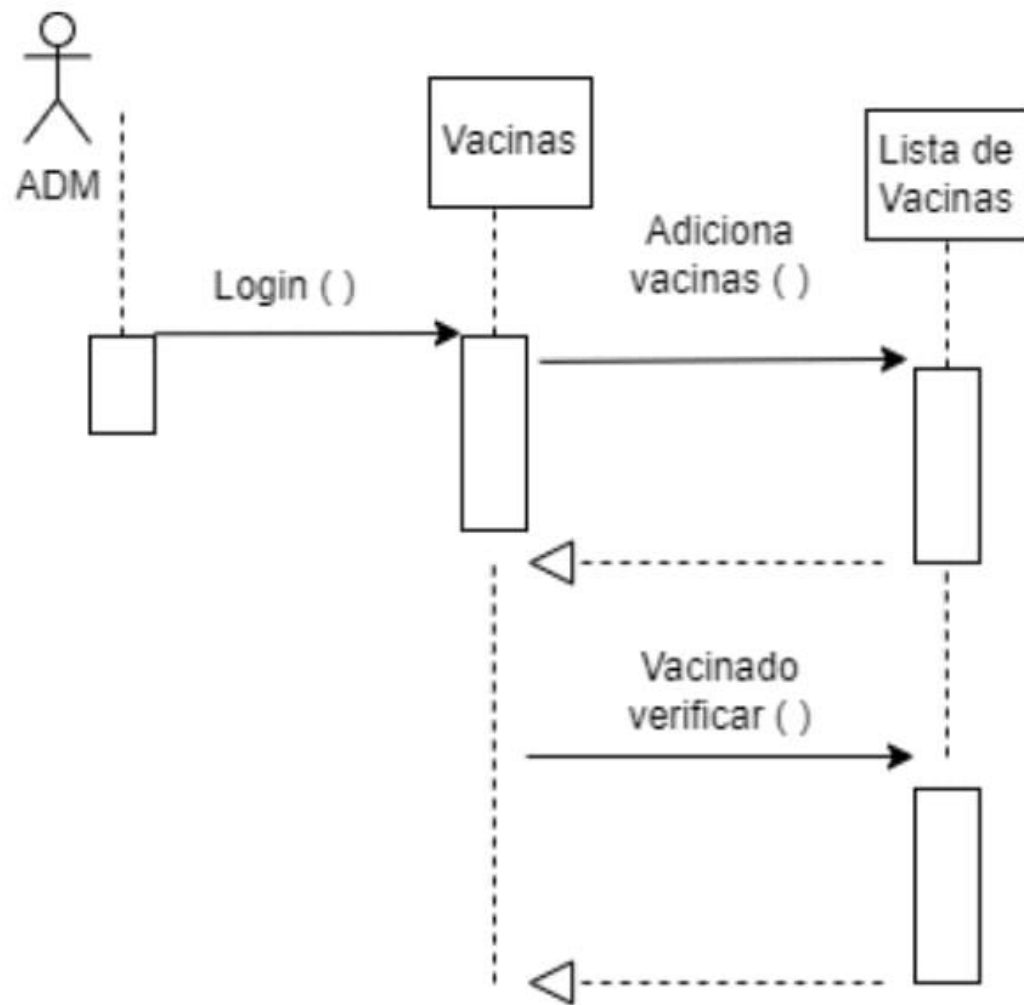 ADM
Vacinas
Lista de
Vacinas
Login ( )
Adiciona
vacinas ( )
Vacinado
verificar ( )